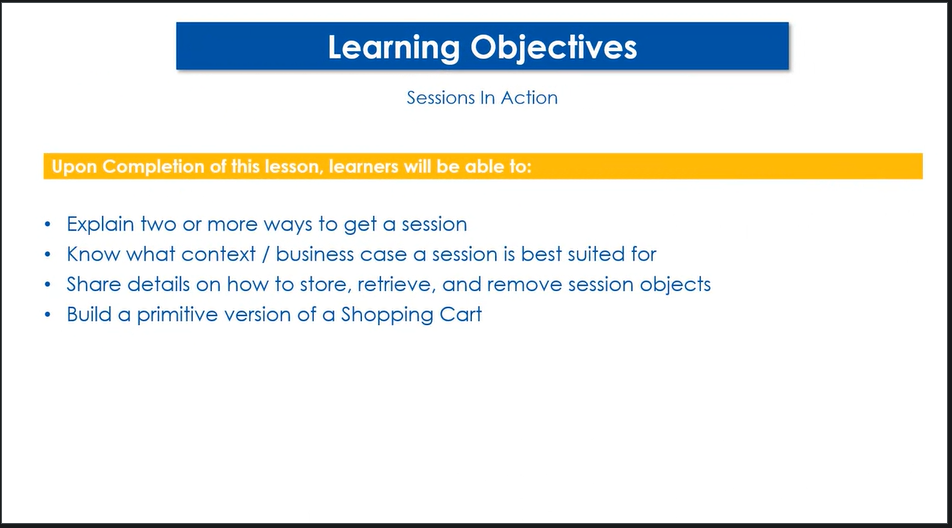 Learning Objectives
Sessions In Action
Upon Completion of this lesson, learners will be able to:
• Explain two or more ways to get a session
• Know what context / business case a session is best suited for
• Share details on how to store, retrieve, and remove session objects
• Build a primitive version of a Shopping Cart